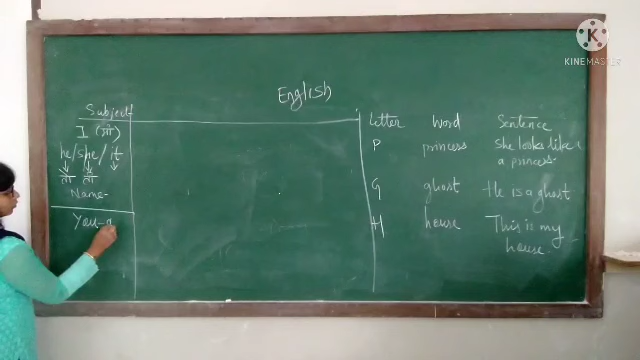 English
Subject
I (मी)
he/she/it
तो ती
Name
You-
Letter Word Sentence
P princess She looks like
a princess.
G ghost He is a ghost
H house This is my
house.
KINEMASTER